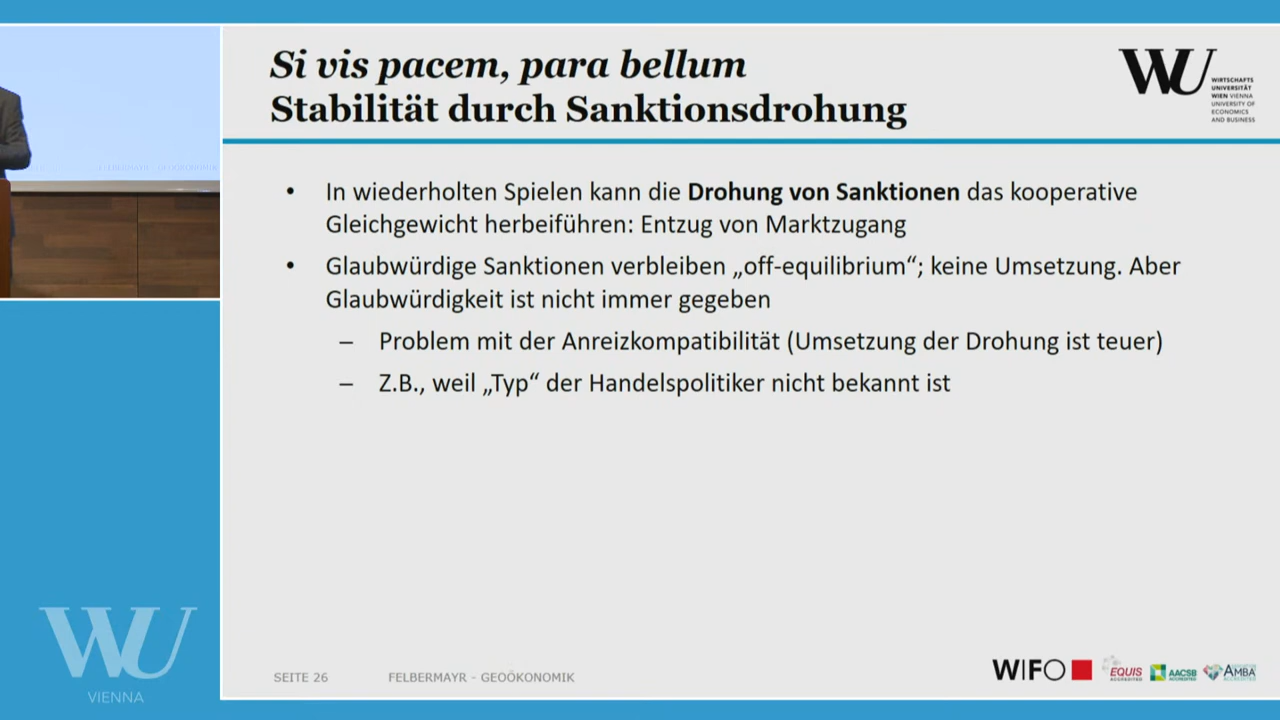 Si vis pacem, para bellum
Stabilität durch Sanktionsdrohung
WU
WIRTSCHAFTS
UNIVERSITÄT
WIEN VIENNA
UNIVERSITY OF
ECONOMICS
AND BUSINESS
• In wiederholten Spielen kann die Drohung von Sanktionen das kooperative
Gleichgewicht herbeiführen: Entzug von Marktzugang
• Glaubwürdige Sanktionen verbleiben „off-equilibrium“; keine Umsetzung. Aber
Glaubwürdigkeit ist nicht immer gegeben
– Problem mit der Anreizkompatibilität (Umsetzung der Drohung ist teuer)
– Z.B., weil „Typ“ der Handelspolitiker nicht bekannt ist
WU
VIENNA
SEITE 26 FELBERMAYR - GEOÖKONOMIK
WIFO
EQUIS
ACCREDITED
AACSB
ACCREDITED
AMBA
ACCREDITED